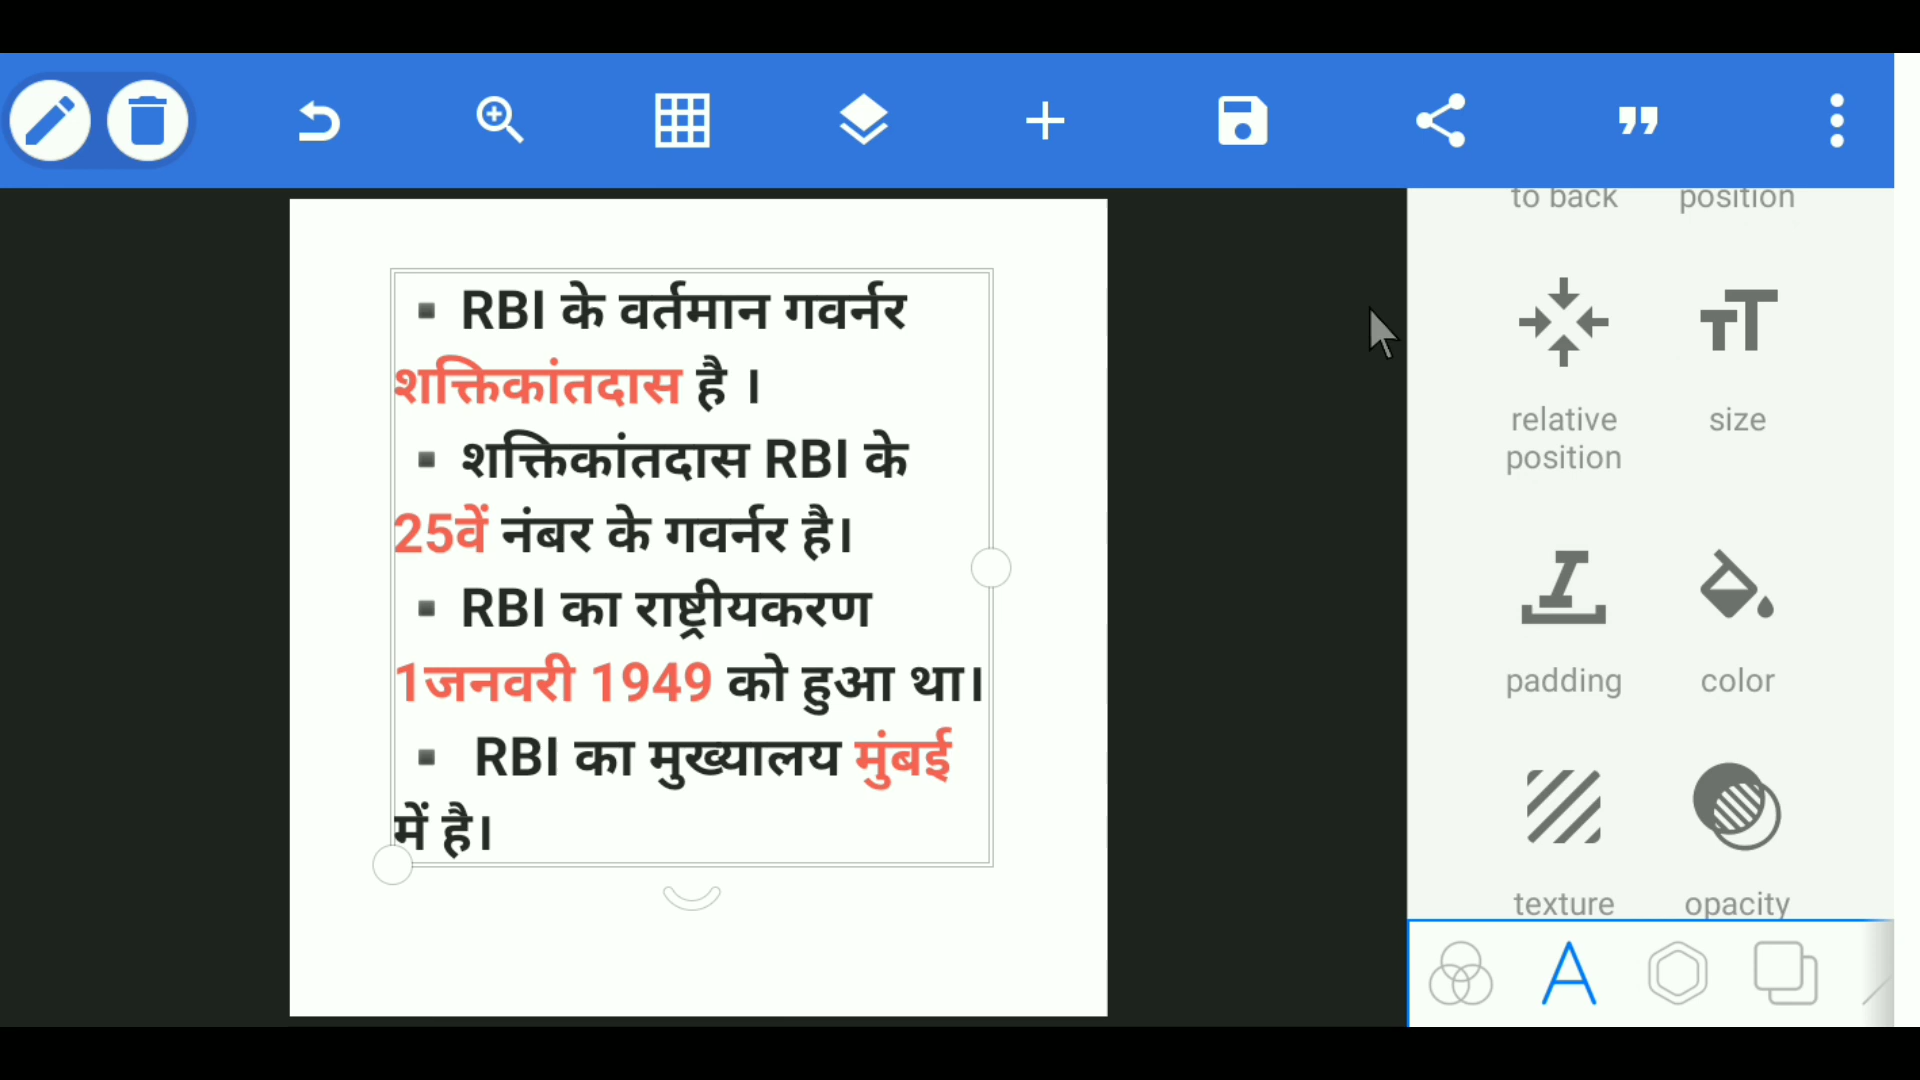 to back position
▪ RBI के वर्तमान गवर्नर
शक्तिकांतदास है ।
▪ शक्तिकांतदास RBI के
25वें नंबर के गवर्नर है।
▪ RBI का राष्ट्रीयकरण
1जनवरी 1949 को हुआ था।
▪ RBI का मुख्यालय मुंबई
में है।
relative position
size
padding
color
texture
opacity